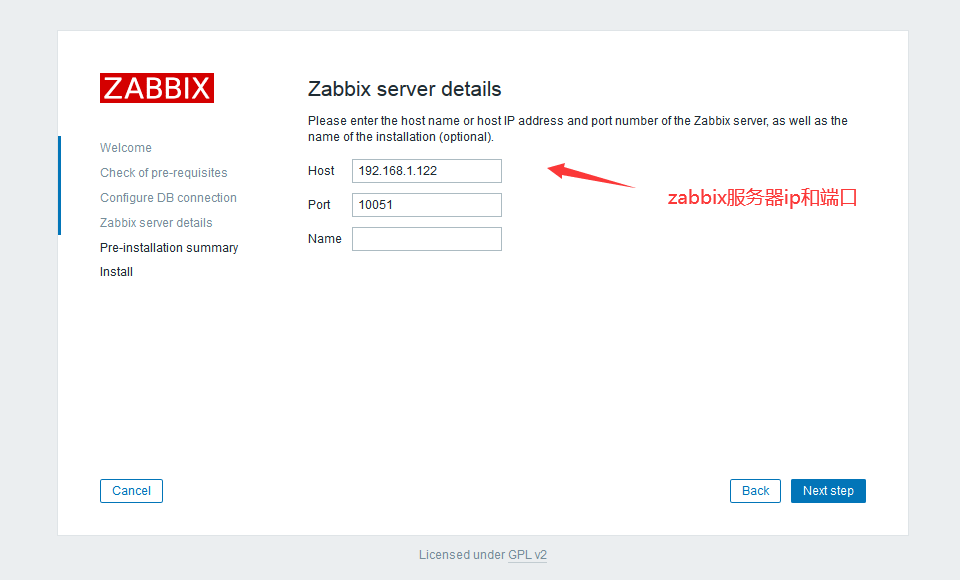 ZABBIX
Welcome
Check of pre-requisites
Configure DB connection
Zabbix server details
Pre-installation summary
Install
Zabbix server details
Please enter the host name or host IP address and port number of the Zabbix server, as well as the
name of the installation (optional).
Host 192.168.1.122
Port 10051
Name
zabbix服务器ip和端口
Cancel
Back
Next step
Licensed under GPL v2